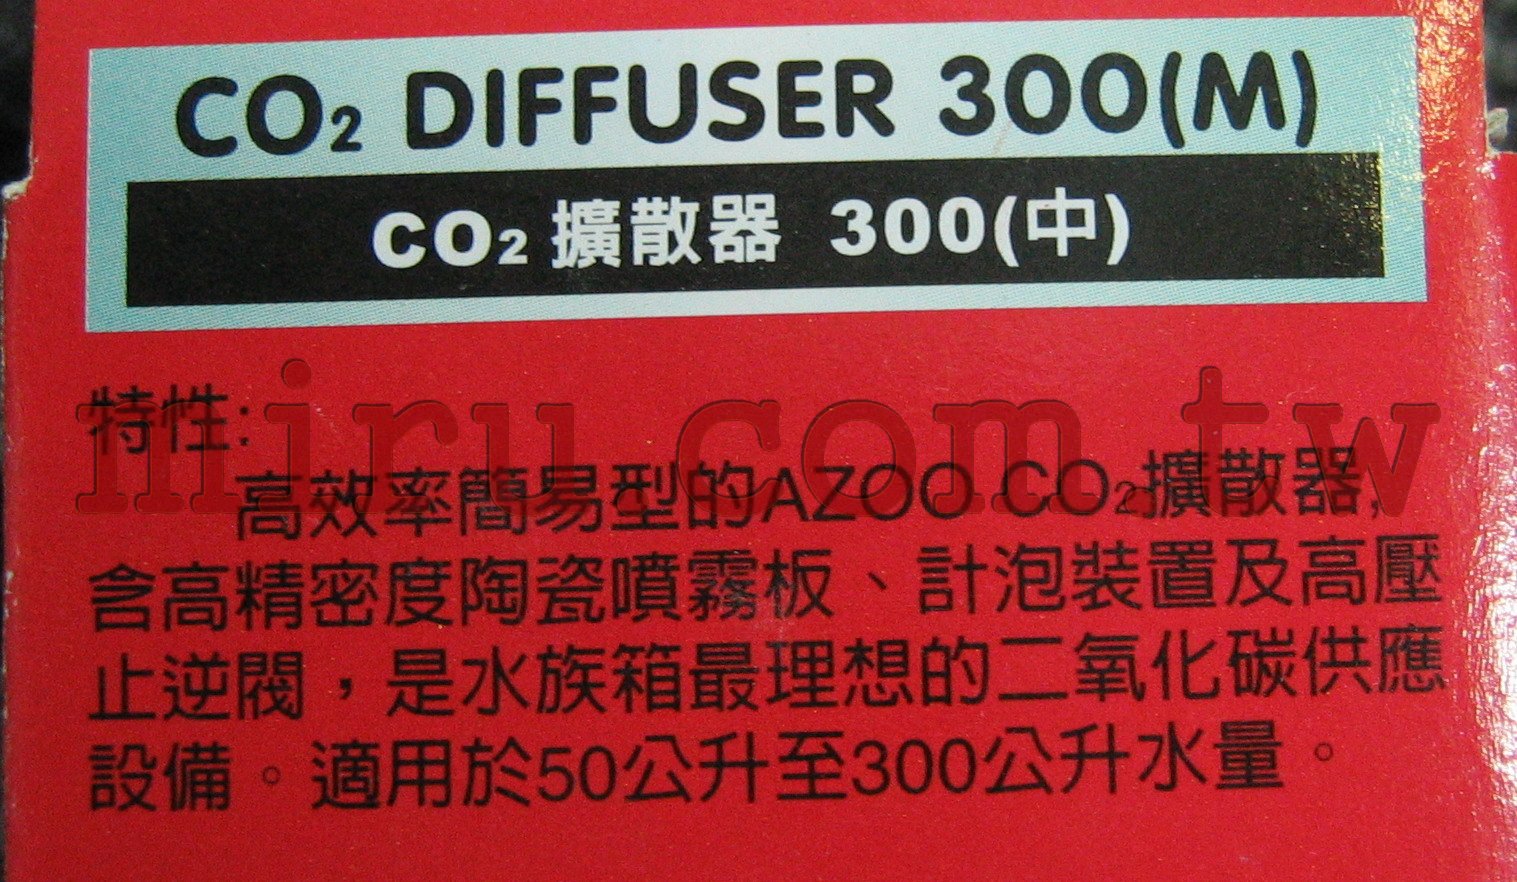 CO₂ DIFFUSER 300(M)
CO₂ 擴散器 300(中)
特性:
高效率簡易型的AZOO CO₂擴散器,
含高精密度陶瓷噴霧板、計泡裝置及高壓
止逆閥，是水族箱最理想的二氧化碳供應
設備。適用於50公升至300公升水量。
miru.com.tw